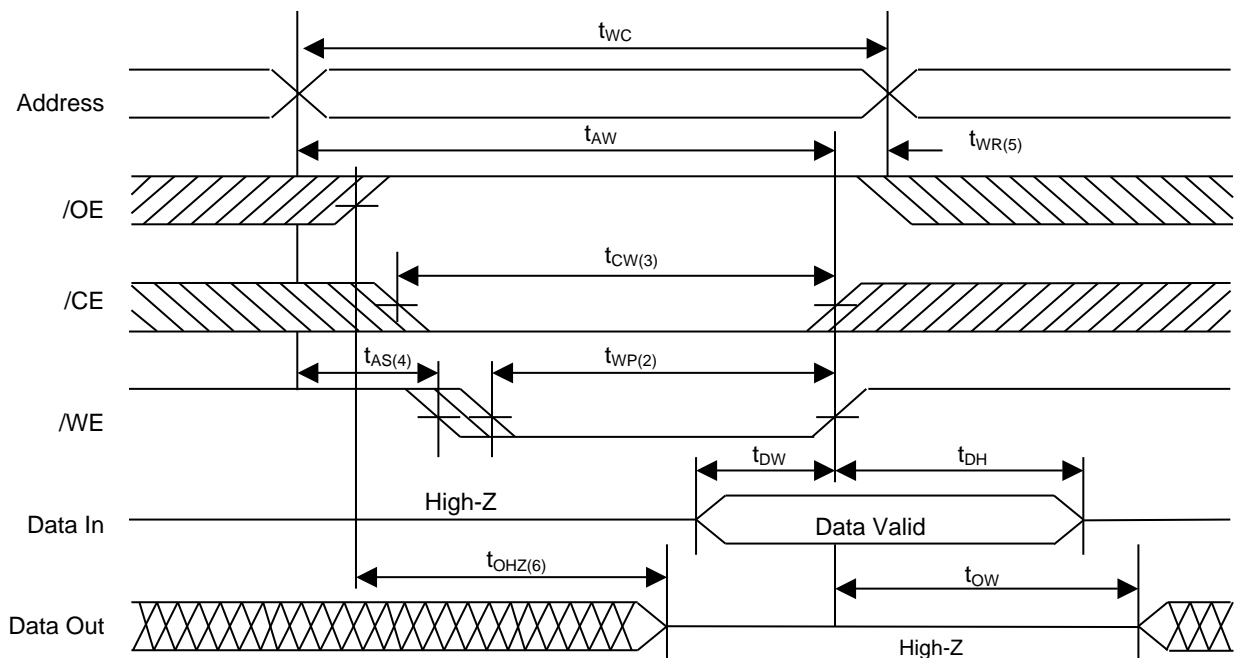 tWC
Address
tAW
tWR(5)
/OE
tCW(3)
/CE
tAS(4)
tWP(2)
/WE
tDW
tDH
High-Z
Data In
Data Valid
tOHZ(6)
tOW
Data Out
High-Z